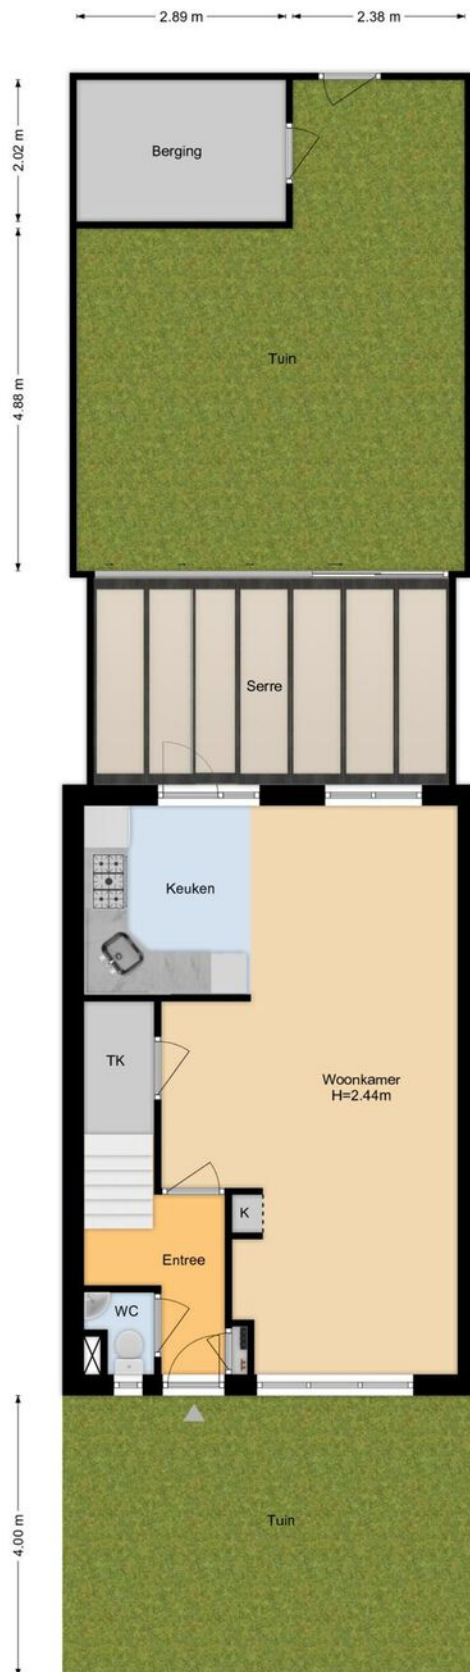 2.89 m
2.38 m
2.02 m
Berging
4.88 m
Tuin
Serre
Keuken
TK
Woonkamer
H=2.44m
K
Entree
WC
4.00 m
Tuin